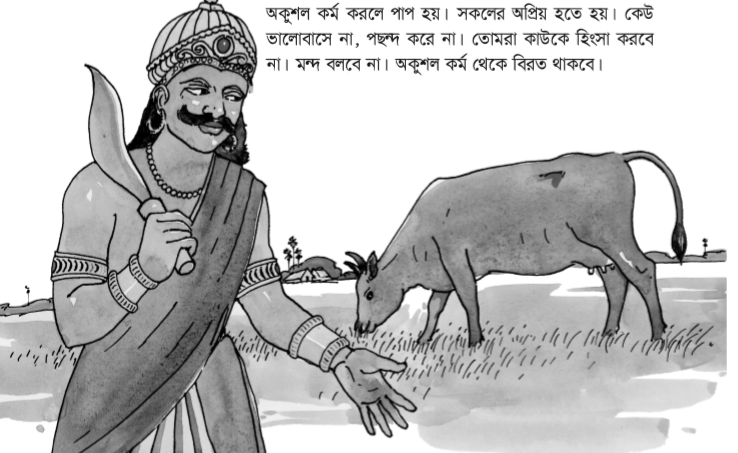 অকুশল কর্ম করলে পাপ হয়। সকলের অপ্রিয় হতে হয়। কেউ
ভালোবাসে না, পছন্দ করে না। তোমরা কাউকে হিংসা করবে
না। মন্দ বলবে না। অকুশল কর্ম থেকে বিরত থাকবে।